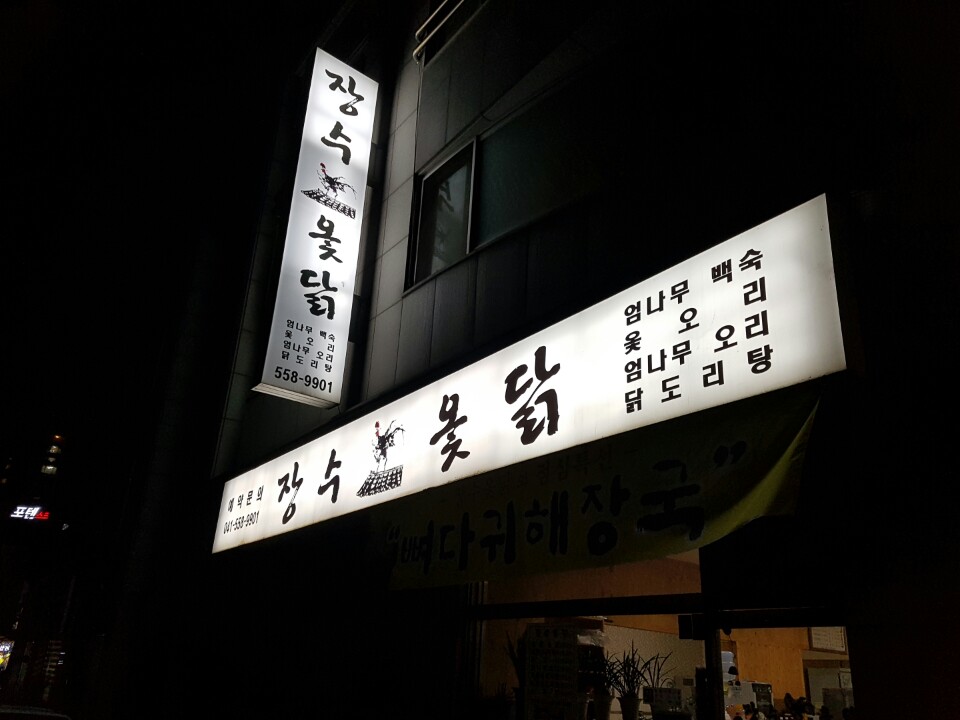 장수
옻닭
엄나무 백숙
옻 오리
엄나무 오리
닭 도리탕
558-9901
예약문의
041-558-9901
장수 옻닭
엄나무 백숙
옻 오리
엄나무 오리
닭 도리탕
"뼈다귀해장국"
포텐